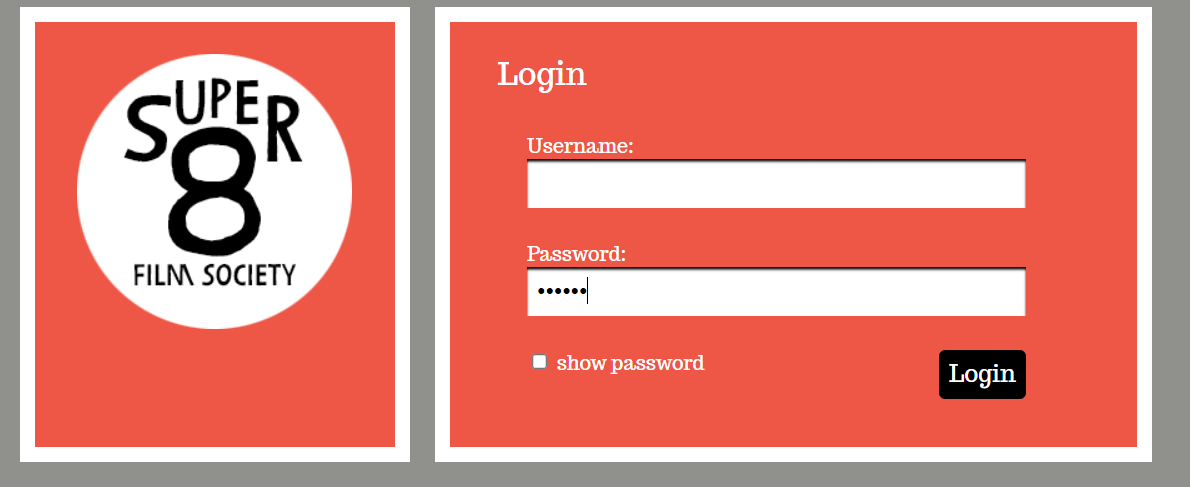 SUPER
8
FILM SOCIETY
Login
Username:
Password:
••••••
show password
Login